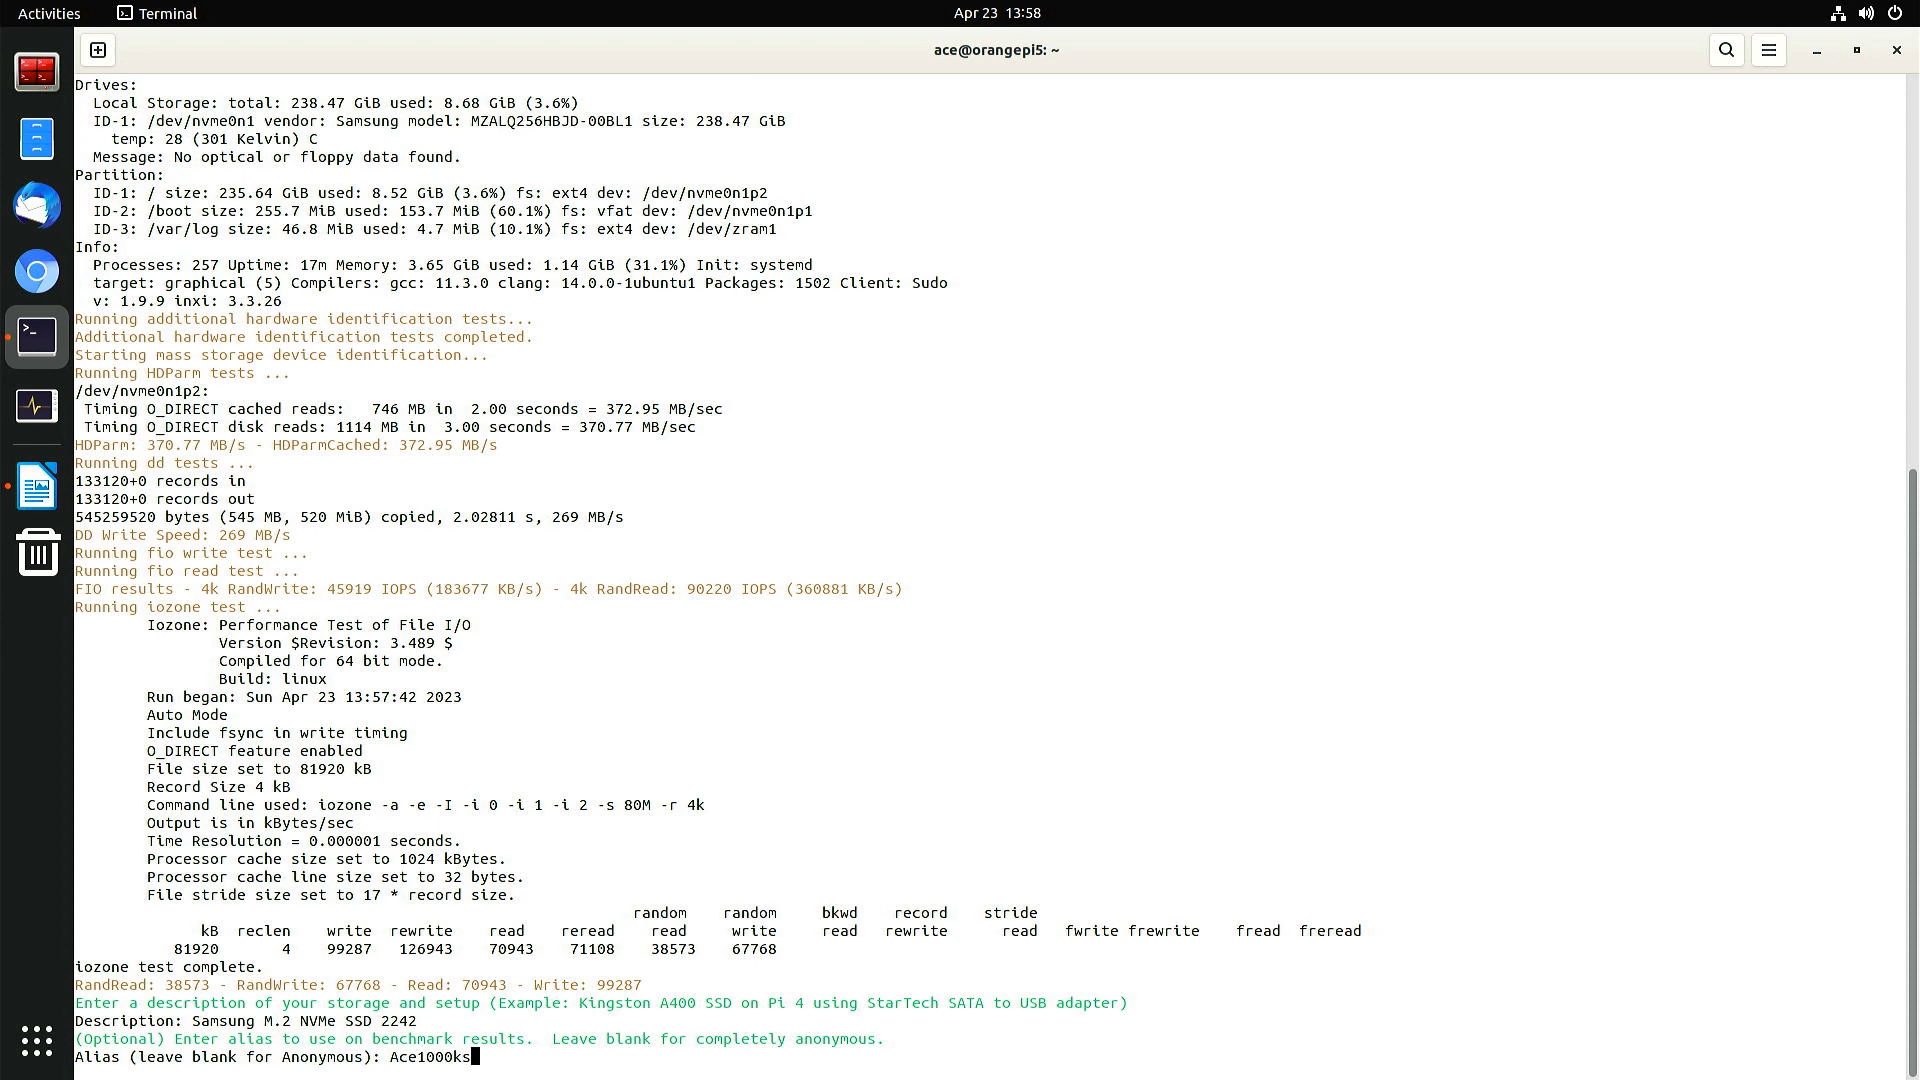 Activities
Terminal
Apr 23 13:58
ace@orangepi5: ~
Drives:
Local Storage: total: 238.47 GiB used: 8.68 GiB (3.6%)
ID-1: /dev/nvme0n1 vendor: Samsung model: MZALQ256HBJD-00BL1 size: 238.47 GiB
temp: 28 (301 Kelvin) C
Message: No optical or floppy data found.
Partition:
ID-1: / size: 235.64 GiB used: 8.52 GiB (3.6%) fs: ext4 dev: /dev/nvme0n1p2
ID-2: /boot size: 255.7 MiB used: 153.7 MiB (60.1%) fs: vfat dev: /dev/nvme0n1p1
ID-3: /var/log size: 46.8 MiB used: 4.7 MiB (10.1%) fs: ext4 dev: /dev/zram1
Info:
Processes: 257 Uptime: 17m Memory: 3.65 GiB used: 1.14 GiB (31.1%) Init: systemd
target: graphical (5) Compilers: gcc: 11.3.0 clang: 14.0.0-1ubuntu1 Packages: 1502 Client: Sudo
v: 1.9.9 inxi: 3.3.26
Running additional hardware identification tests...
Additional hardware identification tests completed.
Starting mass storage device identification...
Running HDParm tests ...
/dev/nvme0n1p2:
Timing O_DIRECT cached reads:   746 MB in  2.00 seconds = 372.95 MB/sec
Timing O_DIRECT disk reads: 1114 MB in  3.00 seconds = 370.77 MB/sec
HDParm: 370.77 MB/s - HDParmCached: 372.95 MB/s
Running dd tests ...
133120+0 records in
133120+0 records out
545259520 bytes (545 MB, 520 MiB) copied, 2.02811 s, 269 MB/s
DD Write Speed: 269 MB/s
Running fio write test ...
Running fio read test ...
FIO results - 4k RandWrite: 45919 IOPS (183677 KB/s) - 4k RandRead: 90220 IOPS (360881 KB/s)
Running iozone test ...
Iozone: Performance Test of File I/O
Version $Revision: 3.489 $
Compiled for 64 bit mode.
Build: linux
Run began: Sun Apr 23 13:57:42 2023
Auto Mode
Include fsync in write timing
O_DIRECT feature enabled
File size set to 81920 kB
Record Size 4 kB
Command line used: iozone -a -e -I -i 0 -i 1 -i 2 -s 80M -r 4k
Output is in kBytes/sec
Time Resolution = 0.000001 seconds.
Processor cache size set to 1024 kBytes.
Processor cache line size set to 32 bytes.
File stride size set to 17 * record size.
random random bkwd record stride
kB reclen write rewrite read reread read write read rewrite read fwrite frewrite fread freread
81920 4 99287 126943 70943 71108 38573 67768
iozone test complete.
RandRead: 38573 - RandWrite: 67768 - Read: 70943 - Write: 99287
Enter a description of your storage and setup (Example: Kingston A400 SSD on Pi 4 using StarTech SATA to USB adapter)
Description: Samsung M.2 NVMe SSD 2242
(Optional) Enter alias to use on benchmark results.  Leave blank for completely anonymous.
Alias (leave blank for Anonymous): Ace1000ks